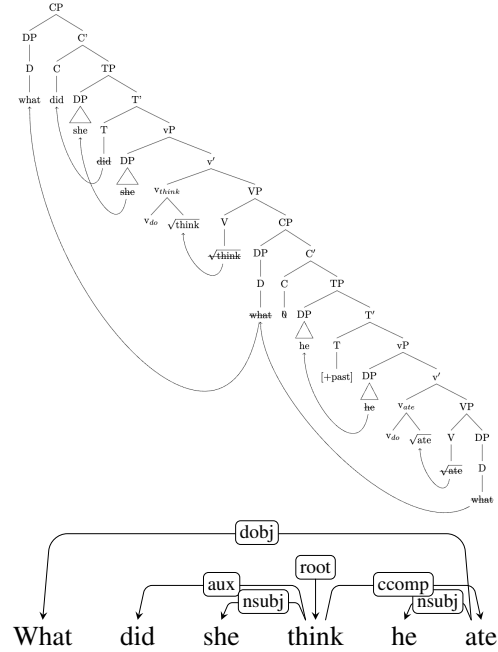 CP
DP C'
D C TP
what did DP T'
she T vP
did DP v'
she v_think VP
v_do √think V CP
√think DP C'
D C TP
what ∅ DP T'
he T vP
[+past] DP v'
he v_ate VP
v_do √ate V DP
√ate D
what
dobj
root
aux ccomp
nsubj nsubj
What did she think he ate